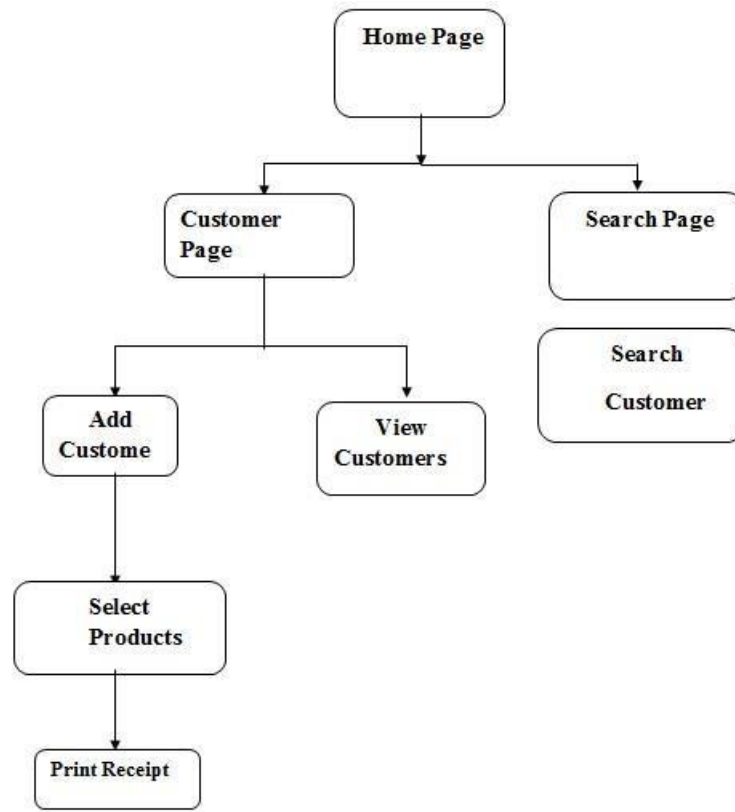 Home Page
Customer
Page
Search Page
Search
Customer
Add
Custome
View
Customers
Select
Products
Print Receipt